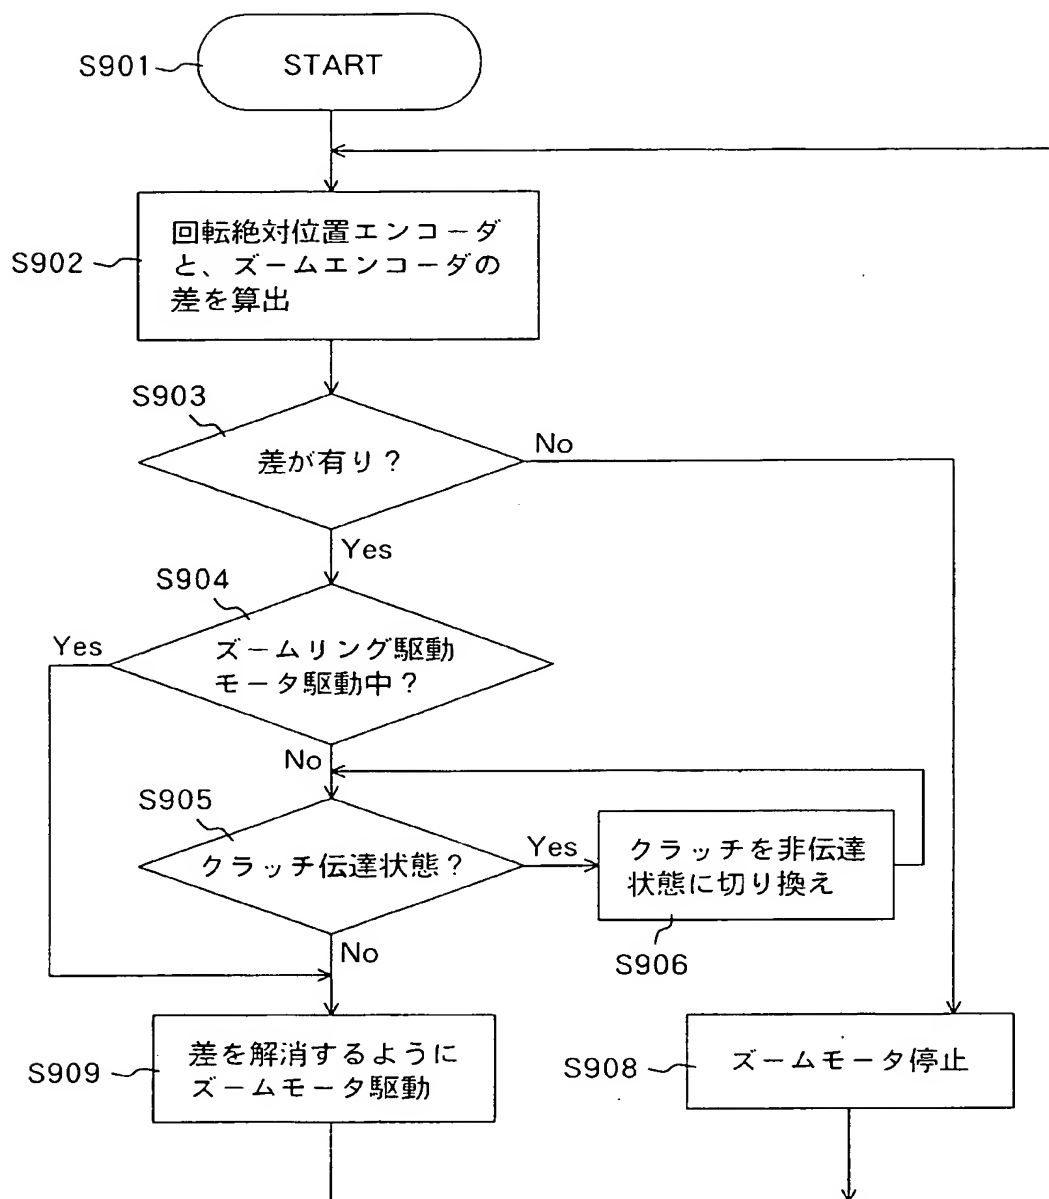 S901
START
S902
回転絶対位置エンコーダ
と、ズームエンコーダの
差を算出
S903
差が有り？
No
Yes
S904
Yes
ズームリング駆動
モータ駆動中？
No
S905
クラッチ伝達状態？
Yes
クラッチを非伝達
状態に切り換え
S906
No
S909
差を解消するように
ズームモータ駆動
S908
ズームモータ停止